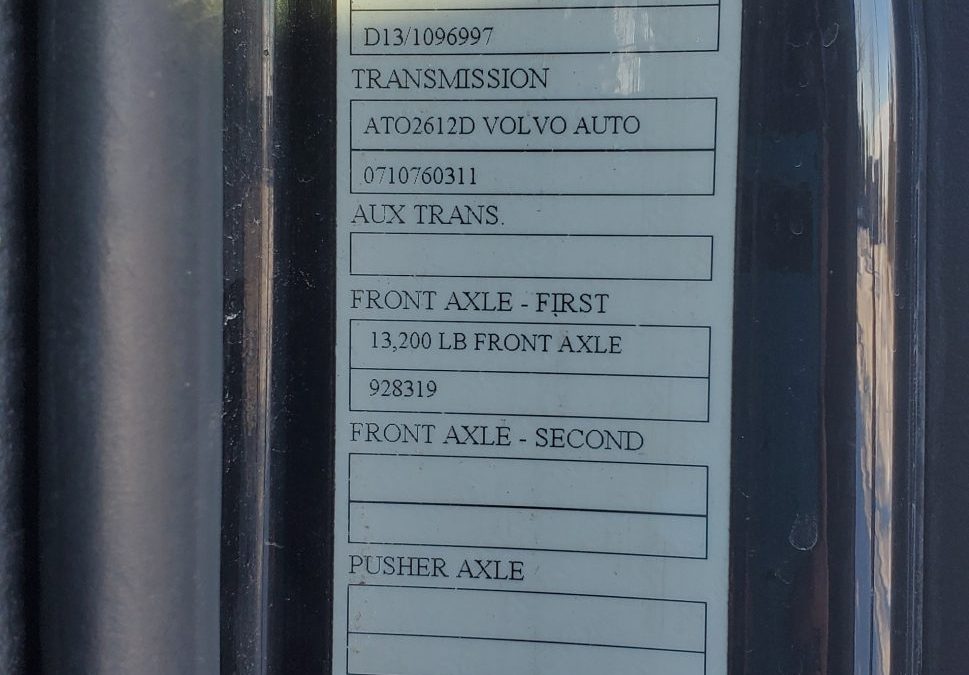 D13/1096997
TRANSMISSION
ATO2612D VOLVO AUTO
0710760311
AUX TRANS.
FRONT AXLE - FIRST
13,200 LB FRONT AXLE
928319
FRONT AXLE - SECOND
PUSHER AXLE